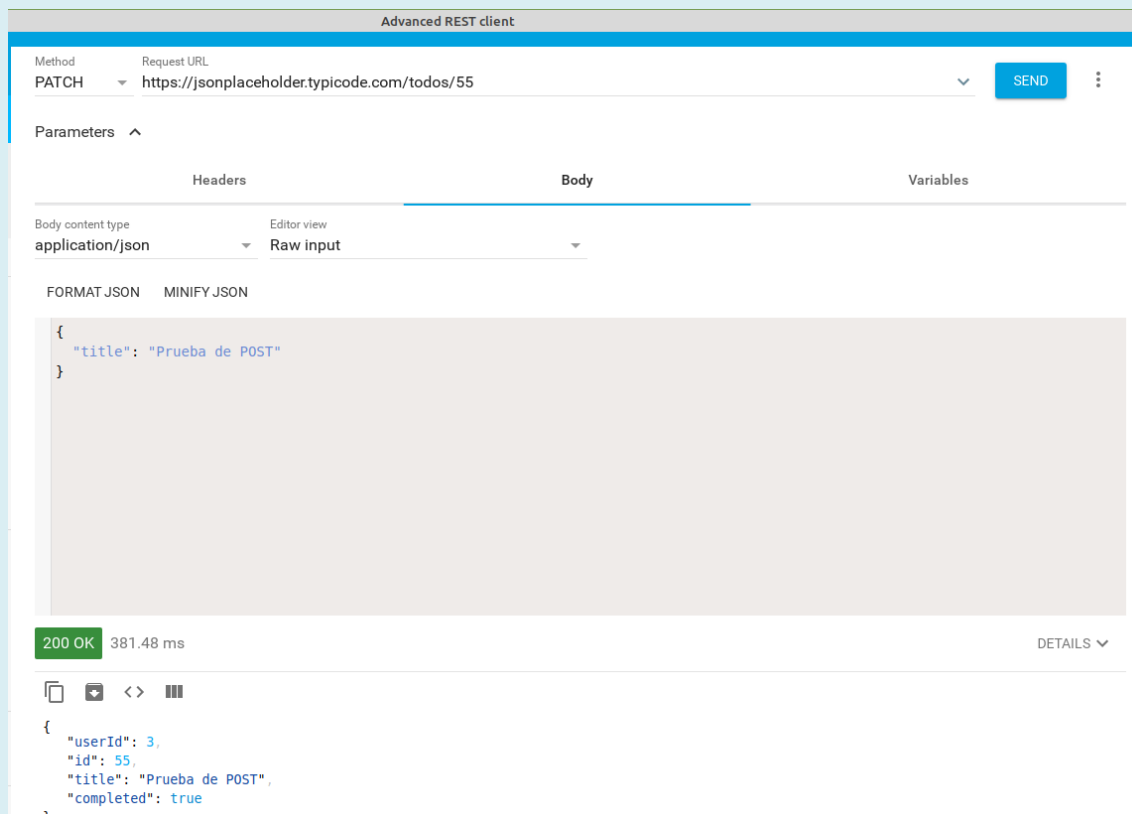 Advanced REST client
Method
Request URL
PATCH
https://jsonplaceholder.typicode.com/todos/55
SEND
Parameters
Headers
Body
Variables
Body content type
Editor view
application/json
Raw input
FORMAT JSON
MINIFY JSON
{
"title": "Prueba de POST"
}
200 OK
381.48 ms
DETAILS
{
"userId": 3,
"id": 55,
"title": "Prueba de POST",
"completed": true
}